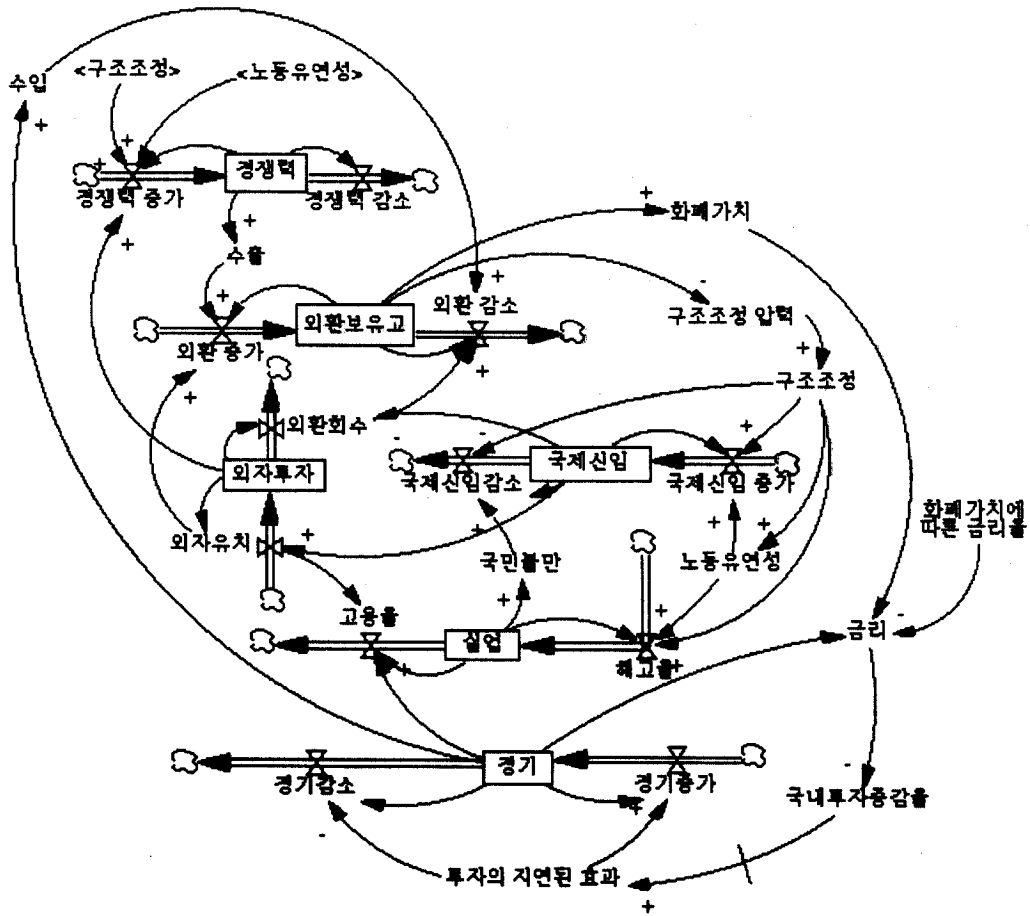 수입
<구조조정>
<노동유연성>
+
+
+
경쟁력
경쟁력 증가
경쟁력 감소
+
화폐가치
+
+
수출
-
+
외환 감소
+
외환보유고
구조조정 압력
외환 증가
+
+
구조조정
+
외환회수
-
-
+
국제신임
외자투자
국제신임감소
국제신임 증가
화폐가치에
따른 금리율
외자유치
+
+
+
+
국민불만
노동유연성
+
고용율
+
-
금리
실업
+
해고율
+
경기
경기감소
경기증가
-
국내투자증감율
+
-
투자의 지연된 효과
+